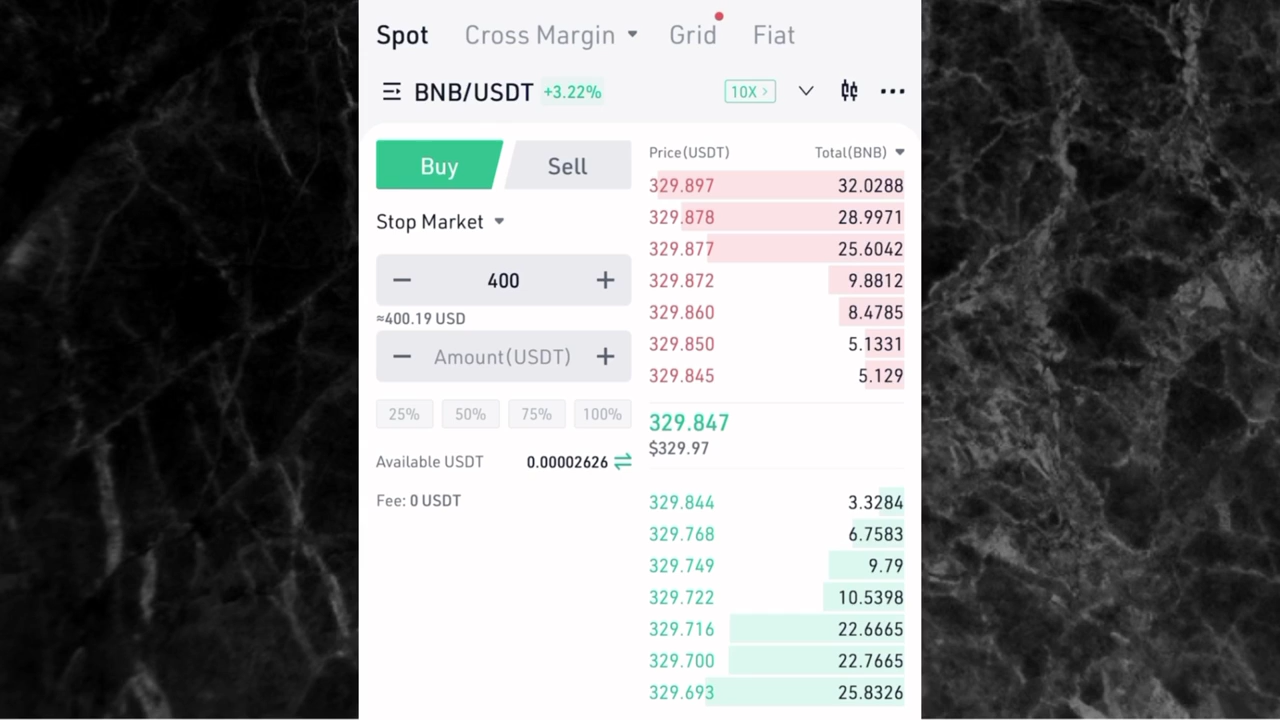 Spot Cross Margin Grid Fiat
BNB/USDT +3.22% 10X >
Buy Sell
Stop Market
− 400 +
≈400.19 USD
− Amount(USDT) +
25% 50% 75% 100%
Available USDT 0.00002626
Fee: 0 USDT
Price(USDT) Total(BNB)
329.897 32.0288
329.878 28.9971
329.877 25.6042
329.872 9.8812
329.860 8.4785
329.850 5.1331
329.845 5.129
329.847
$329.97
329.844 3.3284
329.768 6.7583
329.749 9.79
329.722 10.5398
329.716 22.6665
329.700 22.7665
329.693 25.8326